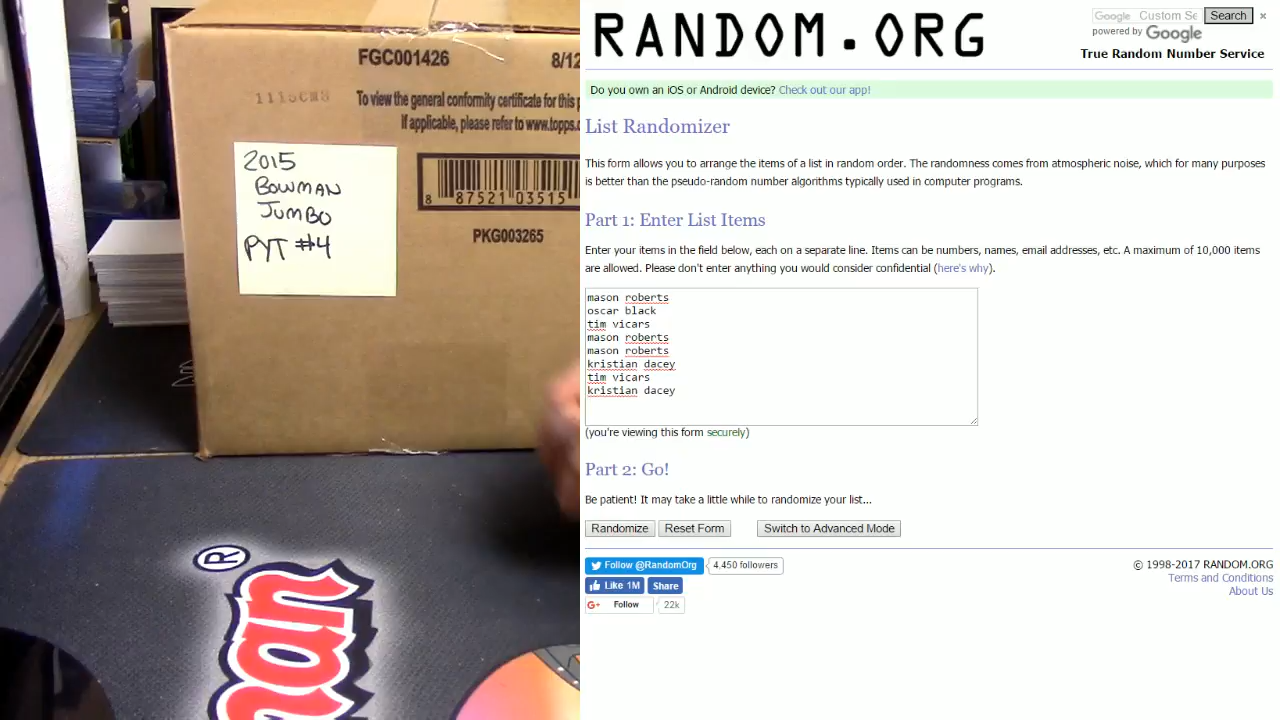 FGC001426
8/12
1115CMS
To view the general conformity certificate for this p
If applicable, please refer to www.topps.c
2015
BOWMAN
JUMBO
PYT #4
8 87521 03515
PKG003265
®
man
RANDOM.ORG
Google Custom Se
Search
×
powered by Google
True Random Number Service
Do you own an iOS or Android device? Check out our app!
List Randomizer
This form allows you to arrange the items of a list in random order. The randomness comes from atmospheric noise, which for many purposes
is better than the pseudo-random number algorithms typically used in computer programs.
Part 1: Enter List Items
Enter your items in the field below, each on a separate line. Items can be numbers, names, email addresses, etc. A maximum of 10,000 items
are allowed. Please don't enter anything you would consider confidential (here's why).
mason roberts
oscar black
tim vicars
mason roberts
mason roberts
kristian dacey
tim vicars
kristian dacey
(you're viewing this form securely)
Part 2: Go!
Be patient! It may take a little while to randomize your list...
Randomize Reset Form Switch to Advanced Mode
Follow @RandomOrg 4,450 followers
Like 1M Share
G+ Follow 22k
© 1998-2017 RANDOM.ORG
Terms and Conditions
About Us